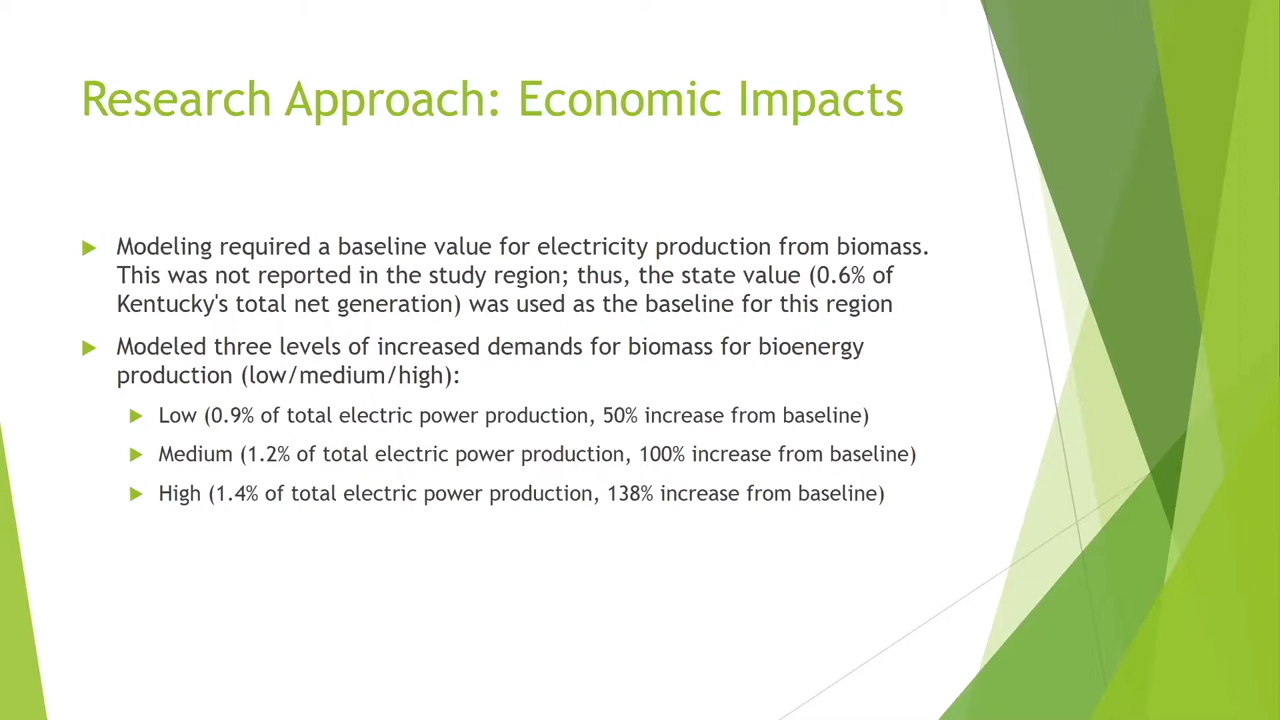 Research Approach: Economic Impacts
Modeling required a baseline value for electricity production from biomass.
This was not reported in the study region; thus, the state value (0.6% of
Kentucky's total net generation) was used as the baseline for this region
Modeled three levels of increased demands for biomass for bioenergy
production (low/medium/high):
Low (0.9% of total electric power production, 50% increase from baseline)
Medium (1.2% of total electric power production, 100% increase from baseline)
High (1.4% of total electric power production, 138% increase from baseline)